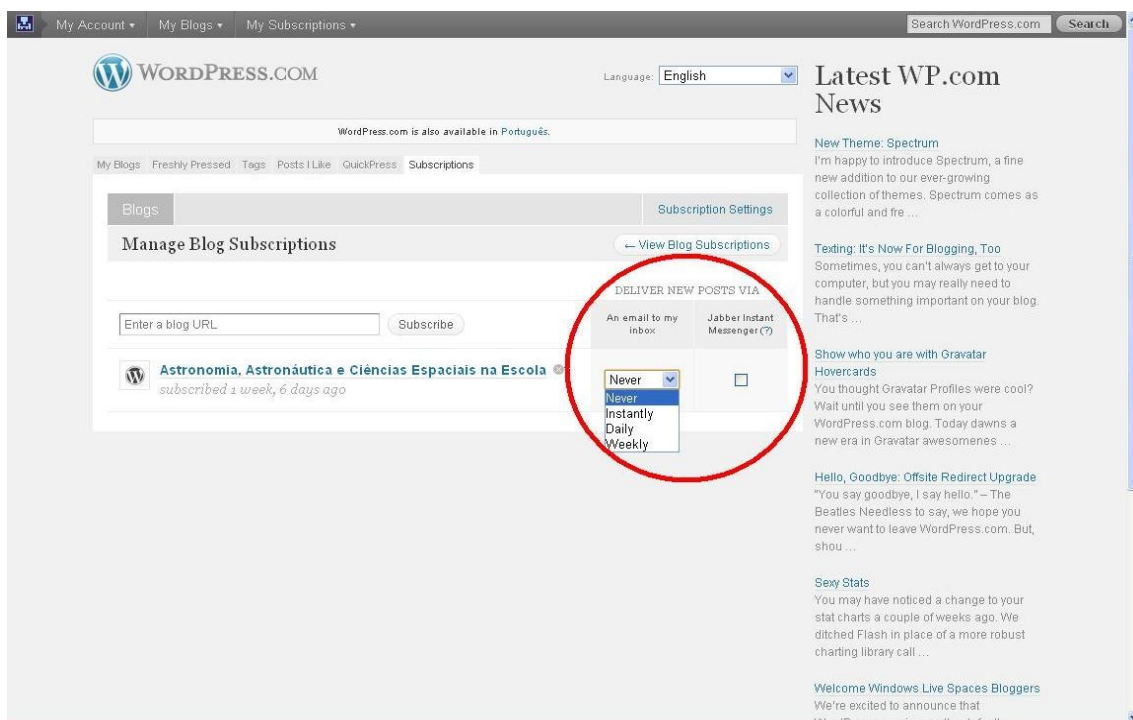 My Account ▾ My Blogs ▾ My Subscriptions ▾
Search WordPress.com Search
WORDPRESS.COM
Language: English
WordPress.com is also available in Português.
My Blogs Freshly Pressed Tags Posts I Like QuickPress Subscriptions
Blogs
Subscription Settings
Manage Blog Subscriptions
← View Blog Subscriptions
DELIVER NEW POSTS VIA
Enter a blog URL
Subscribe
An email to my
inbox
Jabber Instant
Messenger (?)
Astronomia, Astronáutica e Ciências Espaciais na Escola
subscribed 1 week, 6 days ago
Never
Never
Instantly
Daily
Weekly
Latest WP.com
News
New Theme: Spectrum
I'm happy to introduce Spectrum, a fine
new addition to our ever-growing
collection of themes. Spectrum comes as
a colorful and fre ...
Texting: It's Now For Blogging, Too
Sometimes, you can't always get to your
computer, but you may really need to
handle something important on your blog.
That's ...
Show who you are with Gravatar
Hovercards
You thought Gravatar Profiles were cool?
Wait until you see them on your
WordPress.com blog. Today dawns a
new era in Gravatar awesomenes ...
Hello, Goodbye: Offsite Redirect Upgrade
"You say goodbye, I say hello." – The
Beatles Needless to say, we hope you
never want to leave WordPress.com. But,
shou ...
Sexy Stats
You may have noticed a change to your
stat charts a couple of weeks ago. We
ditched Flash in place of a more robust
charting library call ...
Welcome Windows Live Spaces Bloggers
We're excited to announce that